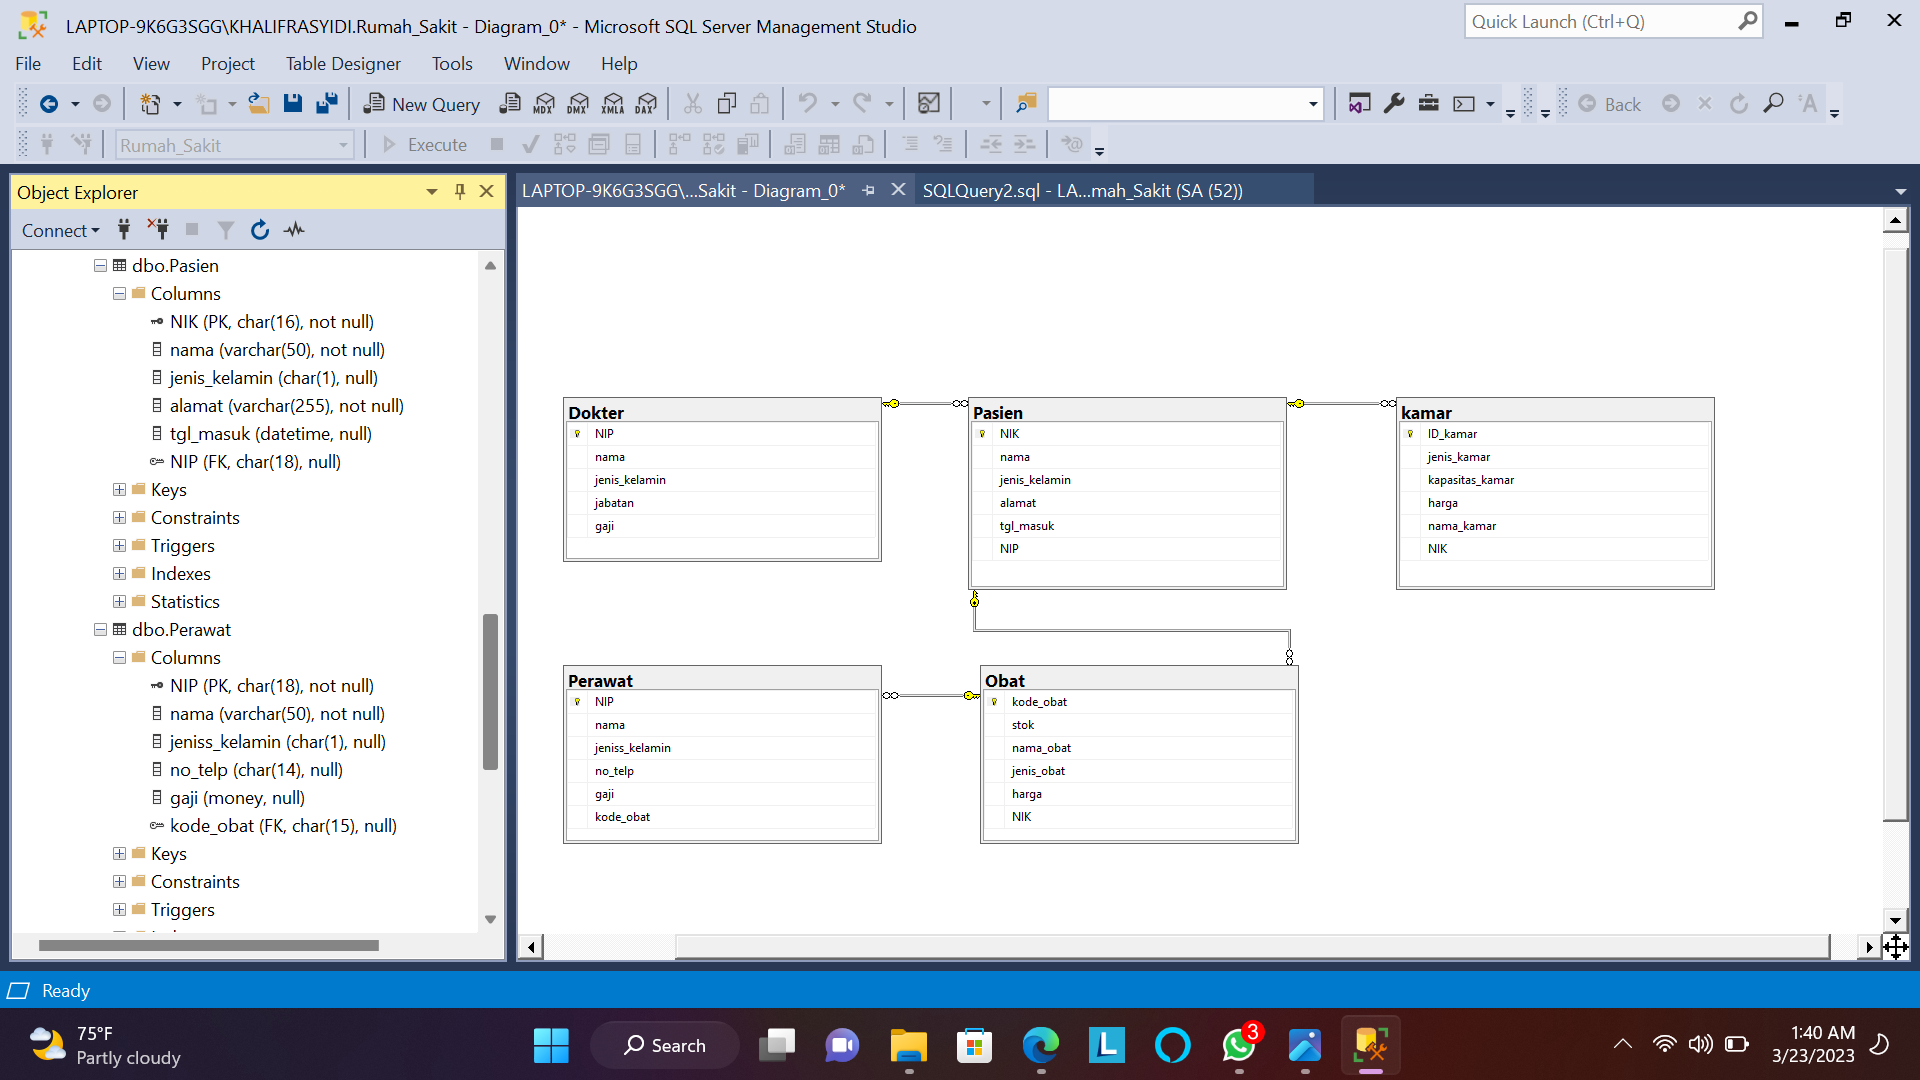 LAPTOP-9K6G3SGG\KHALIFRASYIDI.Rumah_Sakit - Diagram_0* - Microsoft SQL Server Management Studio
Quick Launch (Ctrl+Q)
File Edit View Project Table Designer Tools Window Help
New Query MDX DMX XMLA DAX Back
Rumah_Sakit Execute
Object Explorer
Connect
dbo.Pasien
Columns
NIK (PK, char(16), not null)
nama (varchar(50), not null)
jenis_kelamin (char(1), null)
alamat (varchar(255), not null)
tgl_masuk (datetime, null)
NIP (FK, char(18), null)
Keys
Constraints
Triggers
Indexes
Statistics
dbo.Perawat
Columns
NIP (PK, char(18), not null)
nama (varchar(50), not null)
jeniss_kelamin (char(1), null)
no_telp (char(14), null)
gaji (money, null)
kode_obat (FK, char(15), null)
Keys
Constraints
Triggers
LAPTOP-9K6G3SGG\...Sakit - Diagram_0*
SQLQuery2.sql - LA...mah_Sakit (SA (52))
Dokter
NIP
nama
jenis_kelamin
jabatan
gaji
Pasien
NIK
nama
jenis_kelamin
alamat
tgl_masuk
NIP
kamar
ID_kamar
jenis_kamar
kapasitas_kamar
harga
nama_kamar
NIK
Perawat
NIP
nama
jeniss_kelamin
no_telp
gaji
kode_obat
Obat
kode_obat
stok
nama_obat
jenis_obat
harga
NIK
Ready
75°F
Partly cloudy
Search
L
3
1:40 AM
3/23/2023